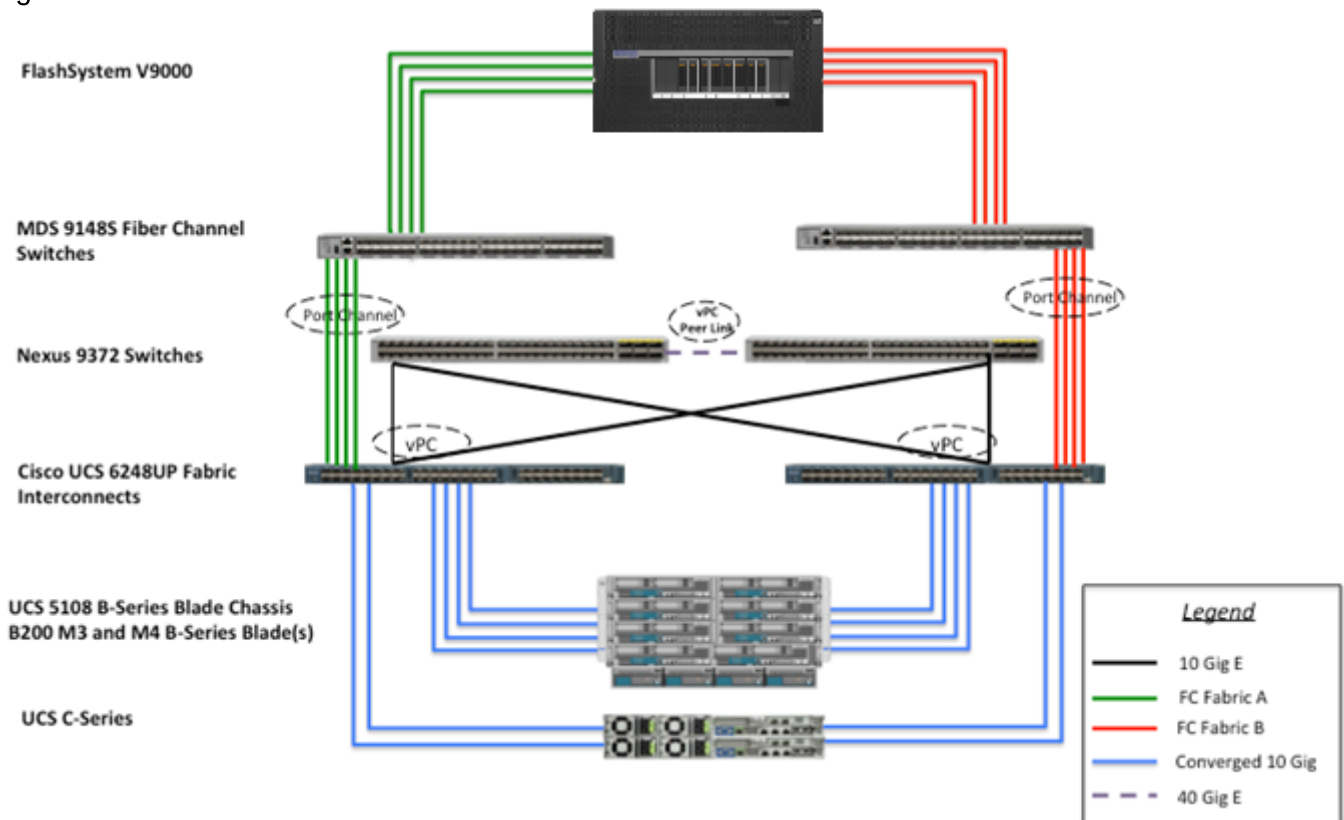 FlashSystem V9000
MDS 9148S Fiber Channel
Switches
Port Channel
vPC
Peer Link
Port Channel
Nexus 9372 Switches
vPC
vPC
Cisco UCS 6248UP Fabric
Interconnects
UCS 5108 B-Series Blade Chassis
B200 M3 and M4 B-Series Blade(s)
UCS C-Series
Legend
10 Gig E
FC Fabric A
FC Fabric B
Converged 10 Gig
40 Gig E